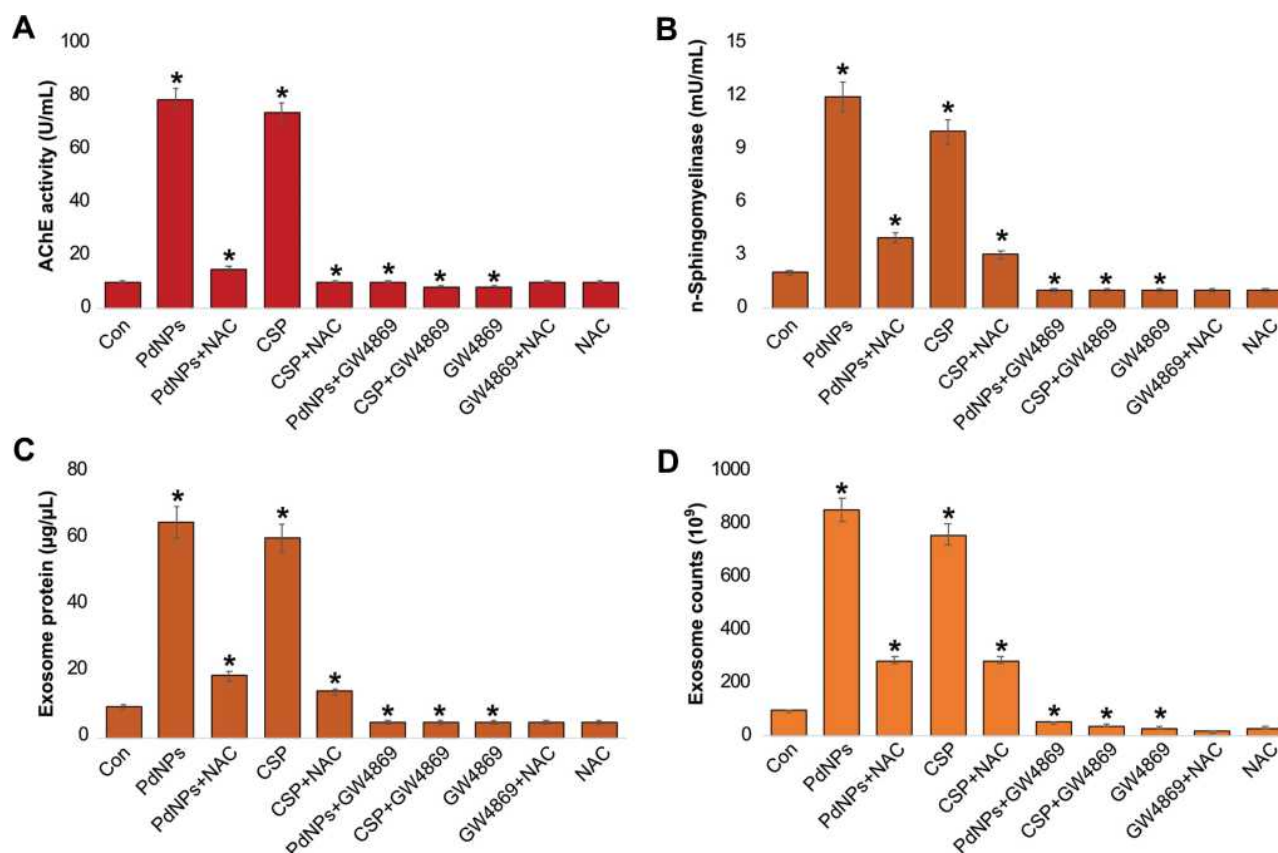 A
AChE activity (U/mL)
100
80
60
40
20
0
*
*
*
*
*
*
*
Con
PdNPs
PdNPs+NAC
CSP
CSP+NAC
PdNPs+GW4869
CSP+GW4869
GW4869
GW4869+NAC
NAC
B
n-Sphingomyelinase (mU/mL)
15
12
9
6
3
0
*
*
*
*
*
*
*
Con
PdNPs
PdNPs+NAC
CSP
CSP+NAC
PdNPs+GW4869
CSP+GW4869
GW4869
GW4869+NAC
NAC
C
Exosome protein (µg/µL)
80
60
40
20
0
*
*
*
*
*
*
*
Con
PdNPs
PdNPs+NAC
CSP
CSP+NAC
PdNPs+GW4869
CSP+GW4869
GW4869
GW4869+NAC
NAC
D
Exosome counts (10⁹)
1000
800
600
400
200
0
*
*
*
*
*
*
*
Con
PdNPs
PdNPs+NAC
CSP
CSP+NAC
PdNPs+GW4869
CSP+GW4869
GW4869
GW4869+NAC
NAC